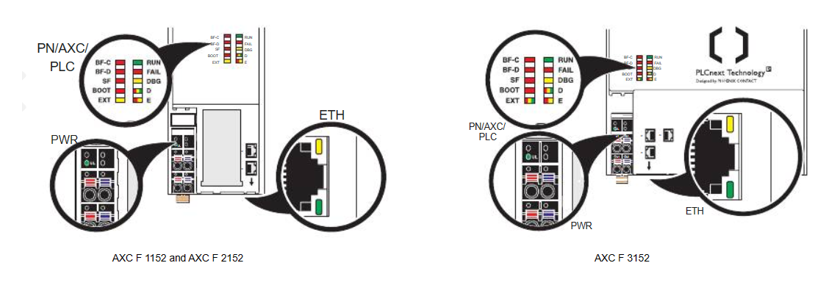 PN/AXC/
PLC
BF-C RUN
BF-D FAIL
SF DBG
BOOT D
EXT E
BF-C RUN
BF-D FAIL
SF DBG
BOOT D
EXT E
PWR
UL
ETH
AXC F 1152 and AXC F 2152
BF-C RUN
BF-D FAIL
SF DBG
BOOT D
EXT E
BF-C RUN
BF-D FAIL
SF DBG
BOOT D
EXT E
PLCnext Technology
Designed by PHOENIX CONTACT
PN/AXC/
PLC
UL
PWR
ETH
AXC F 3152